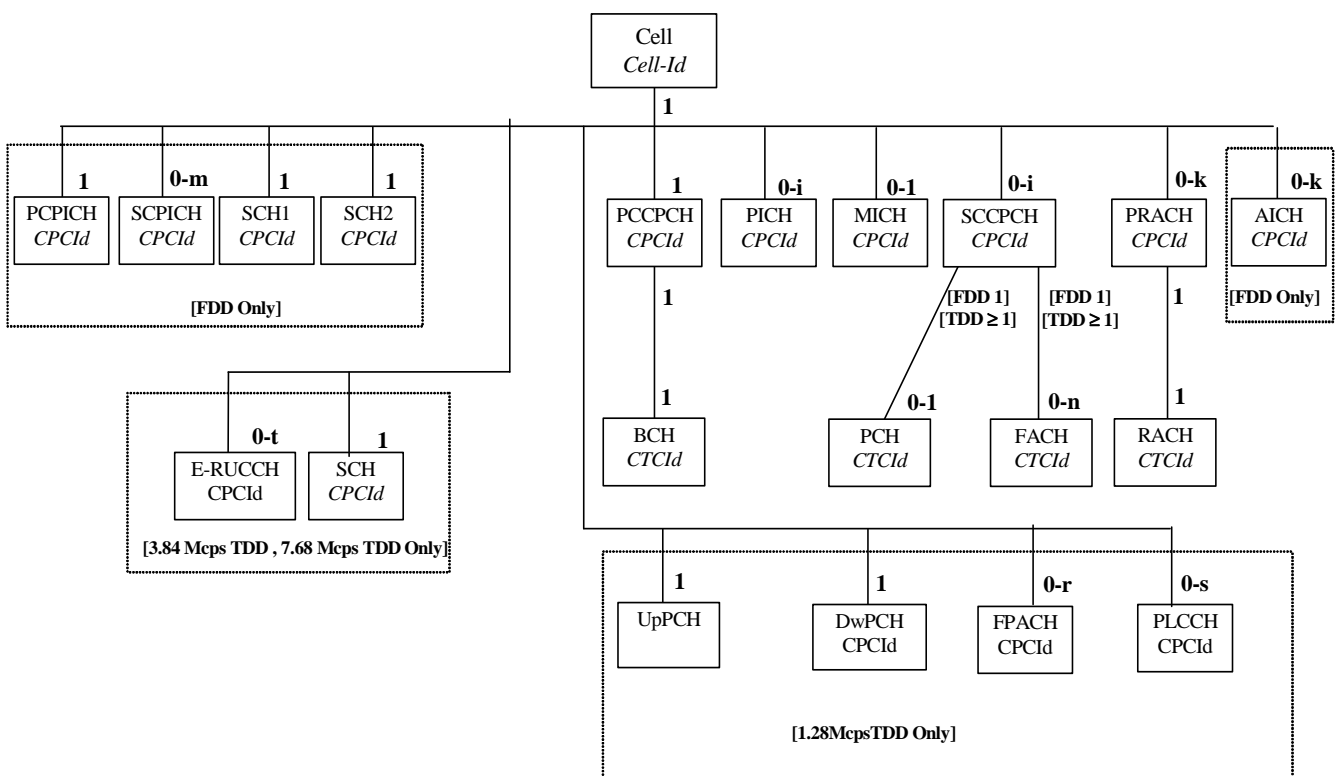 Cell
Cell-Id
1
1
0-m
1
1
1
0-i
0-1
0-i
0-k
0-k
PCPICH
CPCId
SCPICH
CPCId
SCH1
CPCId
SCH2
CPCId
PCCPCH
CPCId
PICH
CPCId
MICH
CPCId
SCCPCH
CPCId
PRACH
CPCId
AICH
CPCId
[FDD Only]
1
[FDD 1]
[TDD ≥ 1]
[FDD 1]
[TDD ≥ 1]
1
[FDD Only]
1
0-1
0-n
1
BCH
CTCId
PCH
CTCId
FACH
CTCId
RACH
CTCId
0-t
1
E-RUCCH
CPCId
SCH
CPCId
[3.84 Mcps TDD , 7.68 Mcps TDD Only]
1
1
0-r
0-s
UpPCH
DwPCH
CPCId
FPACH
CPCId
PLCCH
CPCId
[1.28McpsTDD Only]